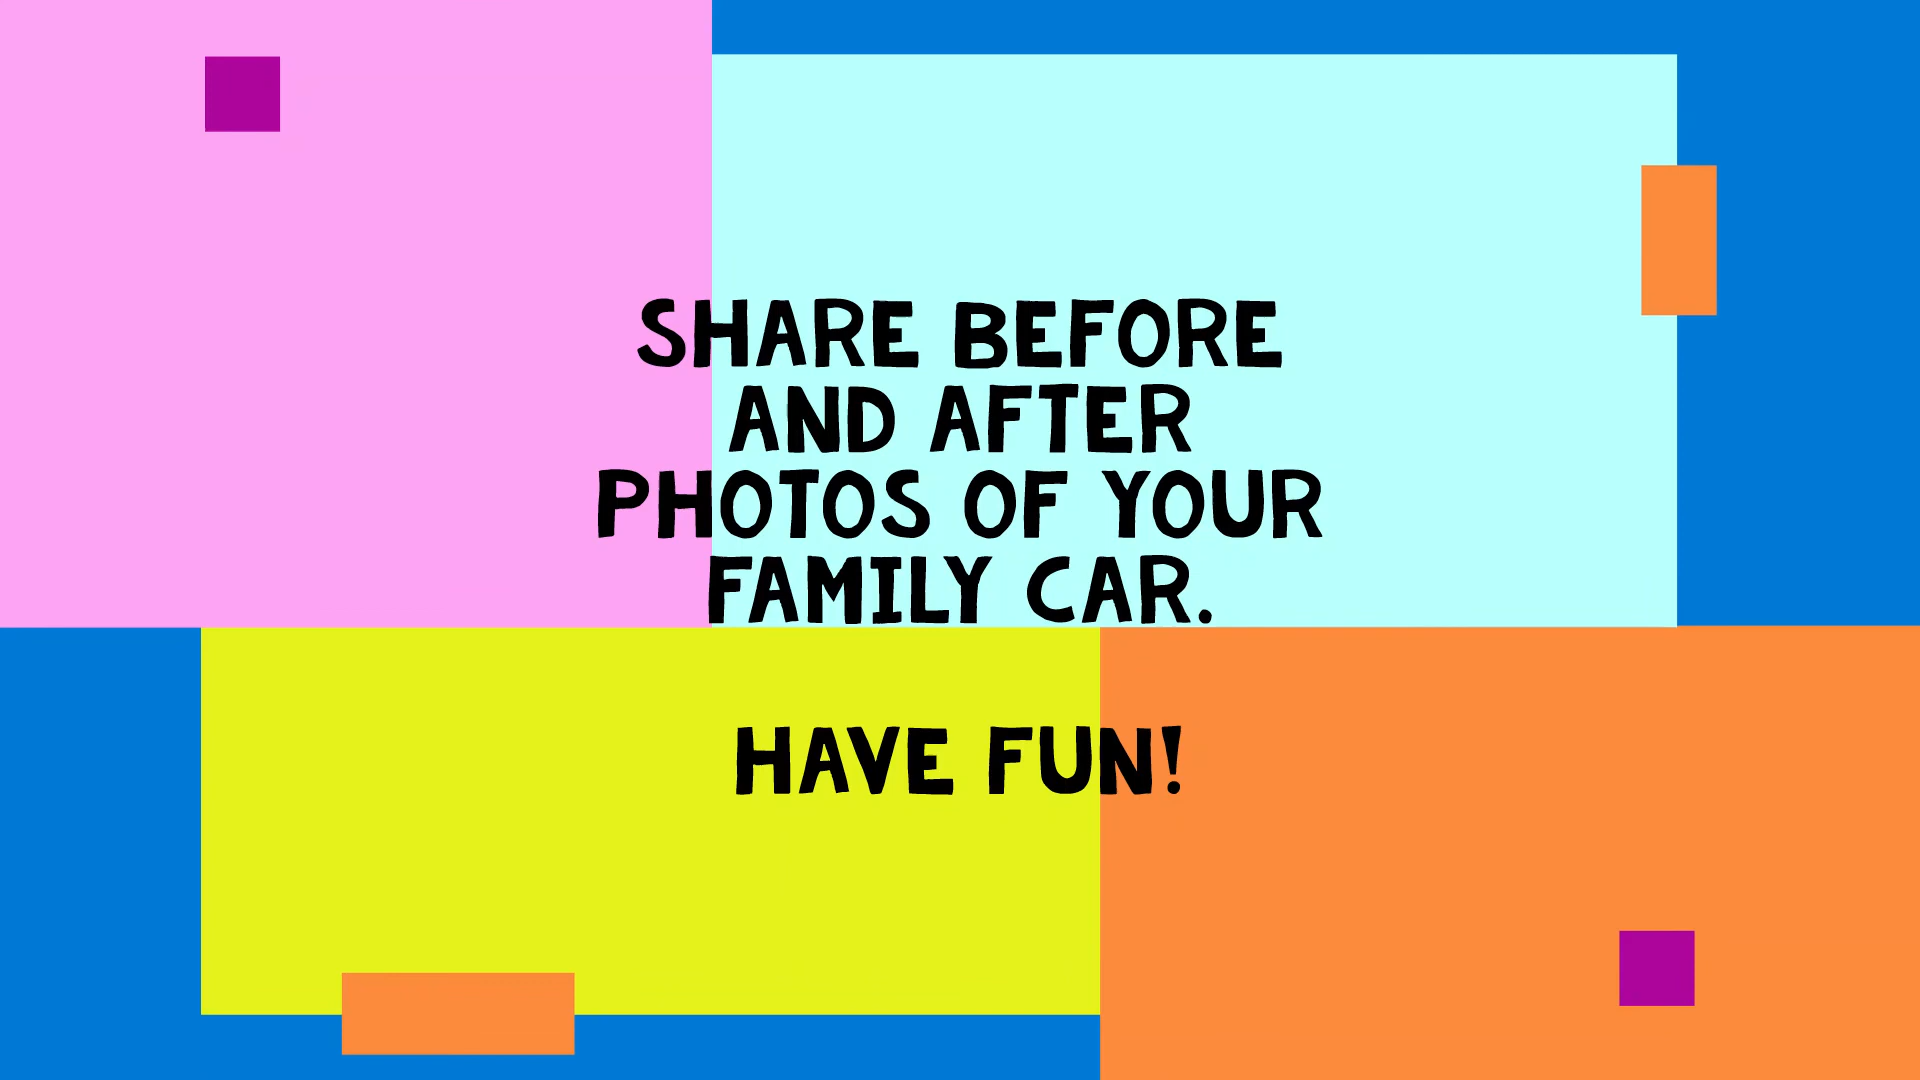 SHARE BEFORE
AND AFTER
PHOTOS OF YOUR
FAMILY CAR.
HAVE FUN!